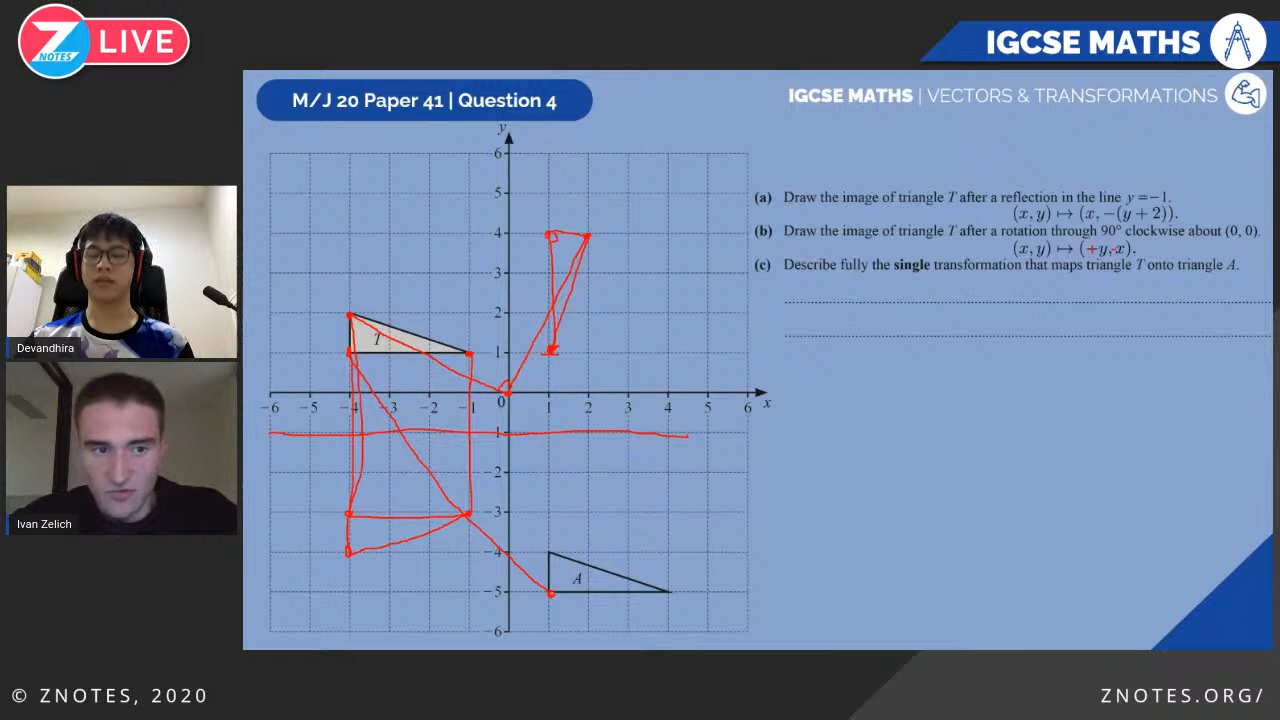 Z NOTES LIVE
IGCSE MATHS
M/J 20 Paper 41 | Question 4
IGCSE MATHS | VECTORS & TRANSFORMATIONS
y
6
5
4
3
2
1
0
−6 −5 −4 −3 −2 −1 1 2 3 4 5 6 x
1
−2
−3
−4
−5
−6
T
A
(a) Draw the image of triangle T after a reflection in the line y = −1.
(x, y) ↦ (x, −(y + 2)).
(b) Draw the image of triangle T after a rotation through 90° clockwise about (0, 0).
(x, y) ↦ (+y,-x).
(c) Describe fully the single transformation that maps triangle T onto triangle A.
Devandhira
Ivan Zelich
© ZNOTES, 2020
ZNOTES.ORG/